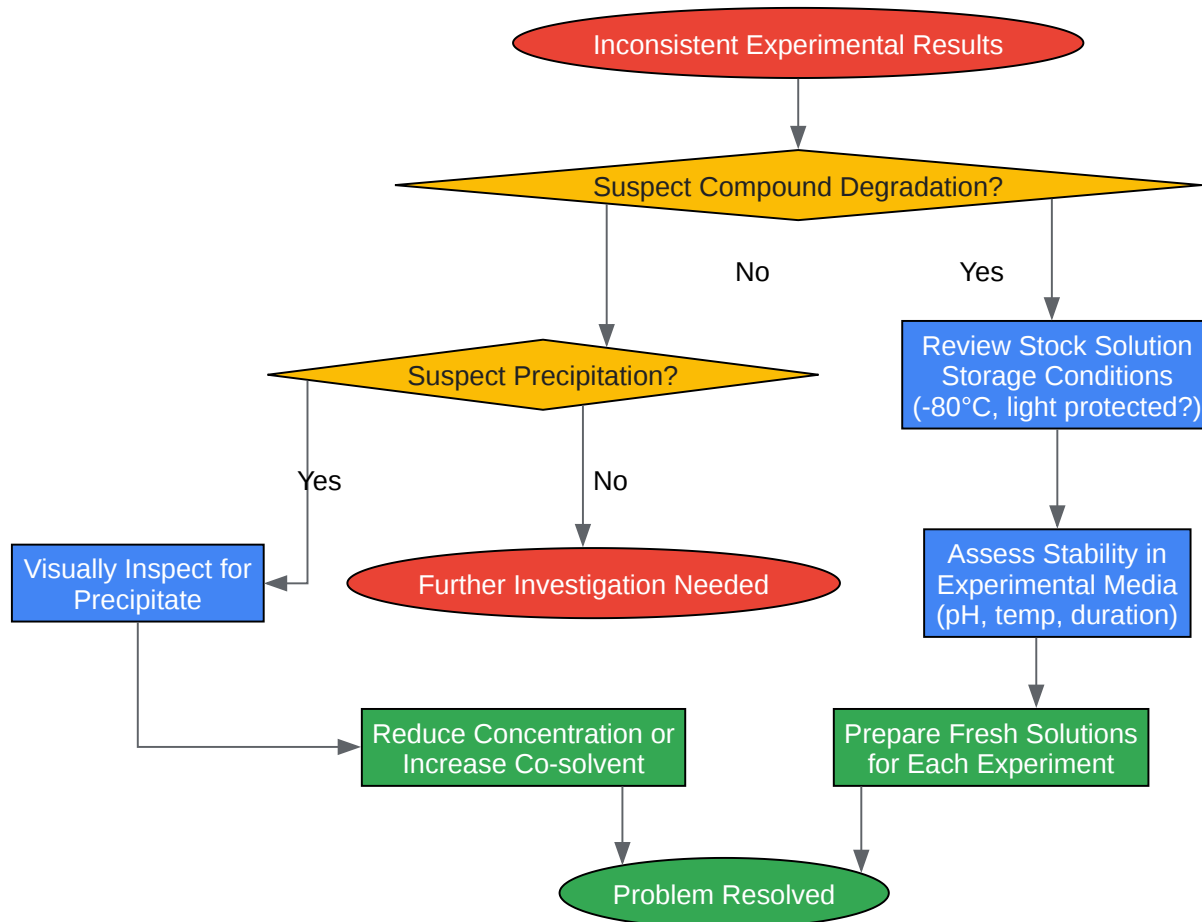 Inconsistent Experimental Results
Suspect Compound Degradation?
No
Yes
Review Stock Solution
Storage Conditions
(-80°C, light protected?)
Suspect Precipitation?
Yes
No
Visually Inspect for
Precipitate
Further Investigation Needed
Assess Stability in
Experimental Media
(pH, temp, duration)
Reduce Concentration or
Increase Co-solvent
Prepare Fresh Solutions
for Each Experiment
Problem Resolved